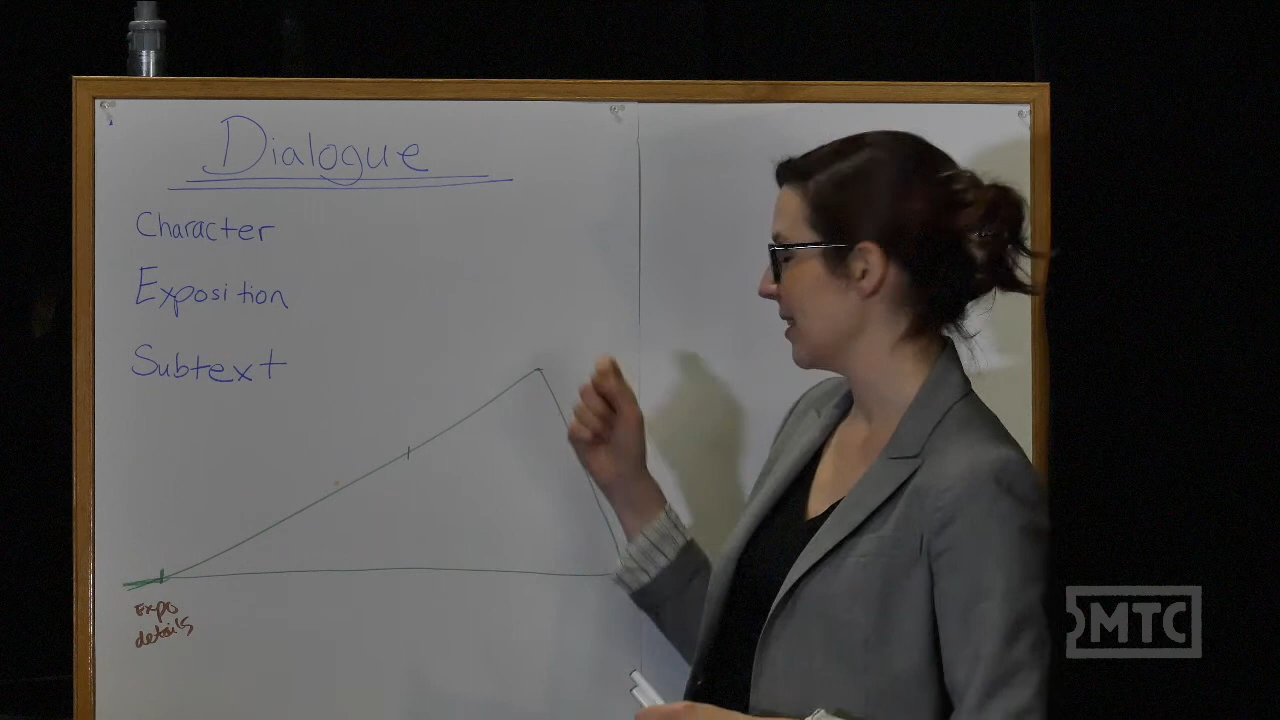 Dialogue
Character
Exposition
Subtext
Expo
details
MTC